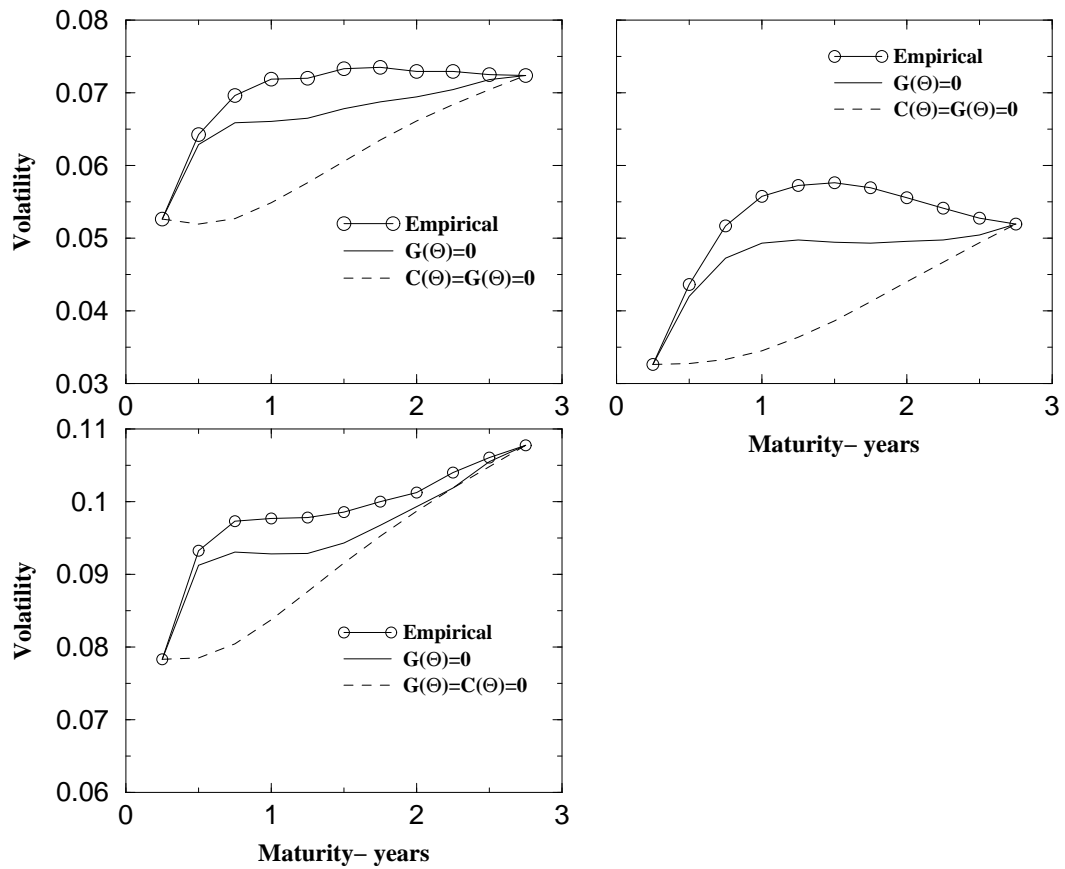 0.08
0.07
0.06
0.05
0.04
0.03
Volatility
0
1
2
3
Empirical
G(Θ)=0
C(Θ)=G(Θ)=0
Empirical
G(Θ)=0
C(Θ)=G(Θ)=0
0
1
2
3
Maturity– years
0.11
0.1
0.09
0.08
0.07
0.06
Volatility
Empirical
G(Θ)=0
G(Θ)=C(Θ)=0
0
1
2
3
Maturity– years